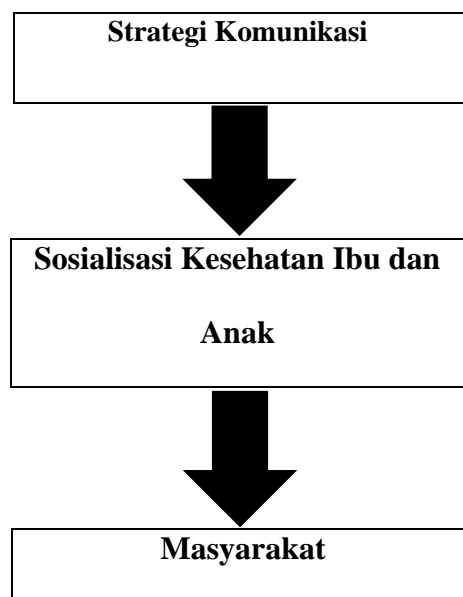 Strategi Komunikasi
Sosialisasi Kesehatan Ibu dan
Anak
Masyarakat